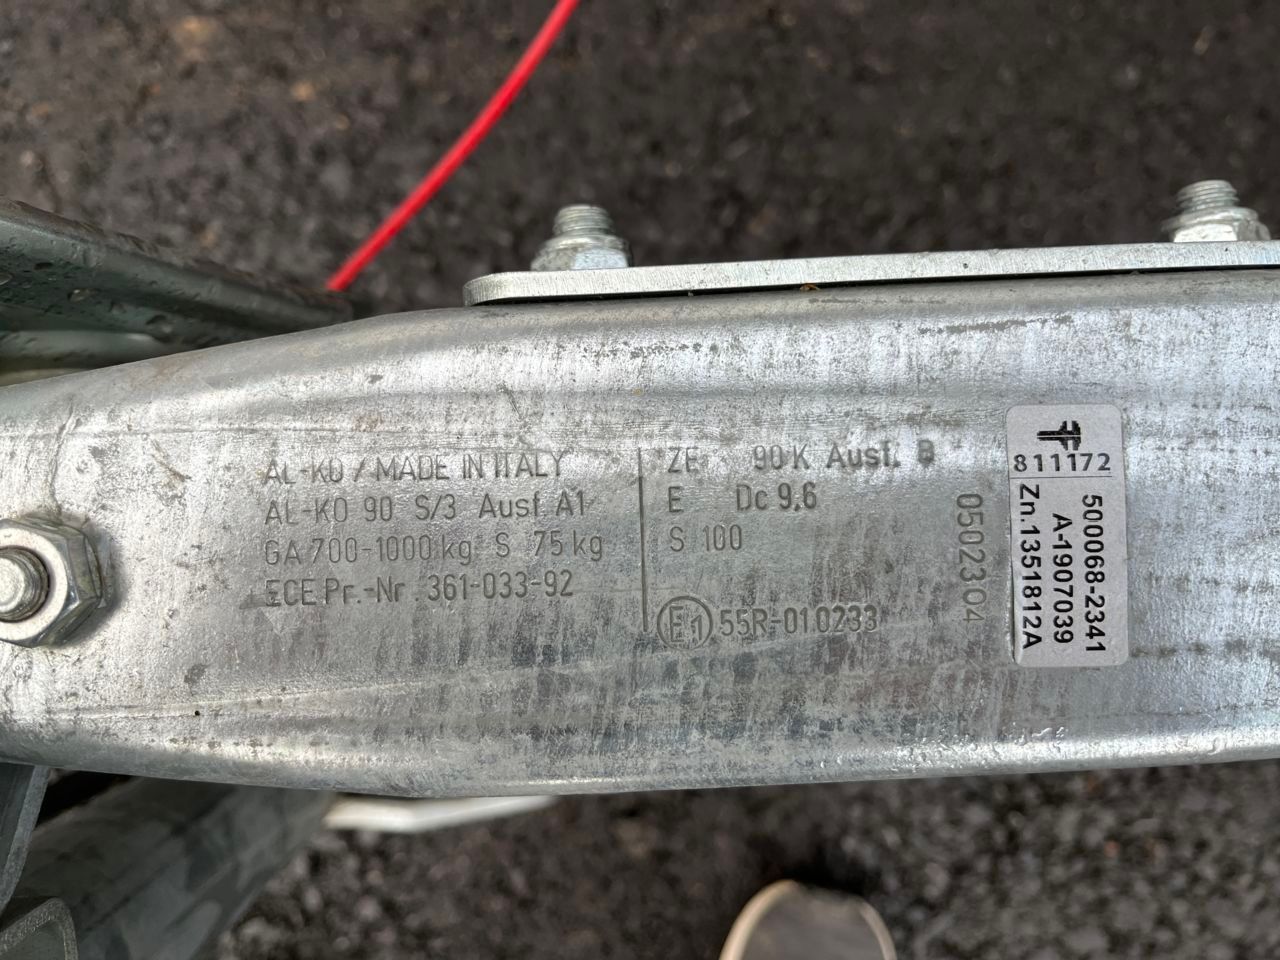 AL-KO / MADE IN ITALY
AL-KO 90 S/3 Ausf. A1
GA 700-1000 kg S 75 kg
ECE Pr.-Nr. 361-033-92
ZE 90 K Ausf. B
E Dc 9,6
S 100
E1 55R-01 0233
0502304
811172
5000068-2341
A-1907039
Zn.1351812A